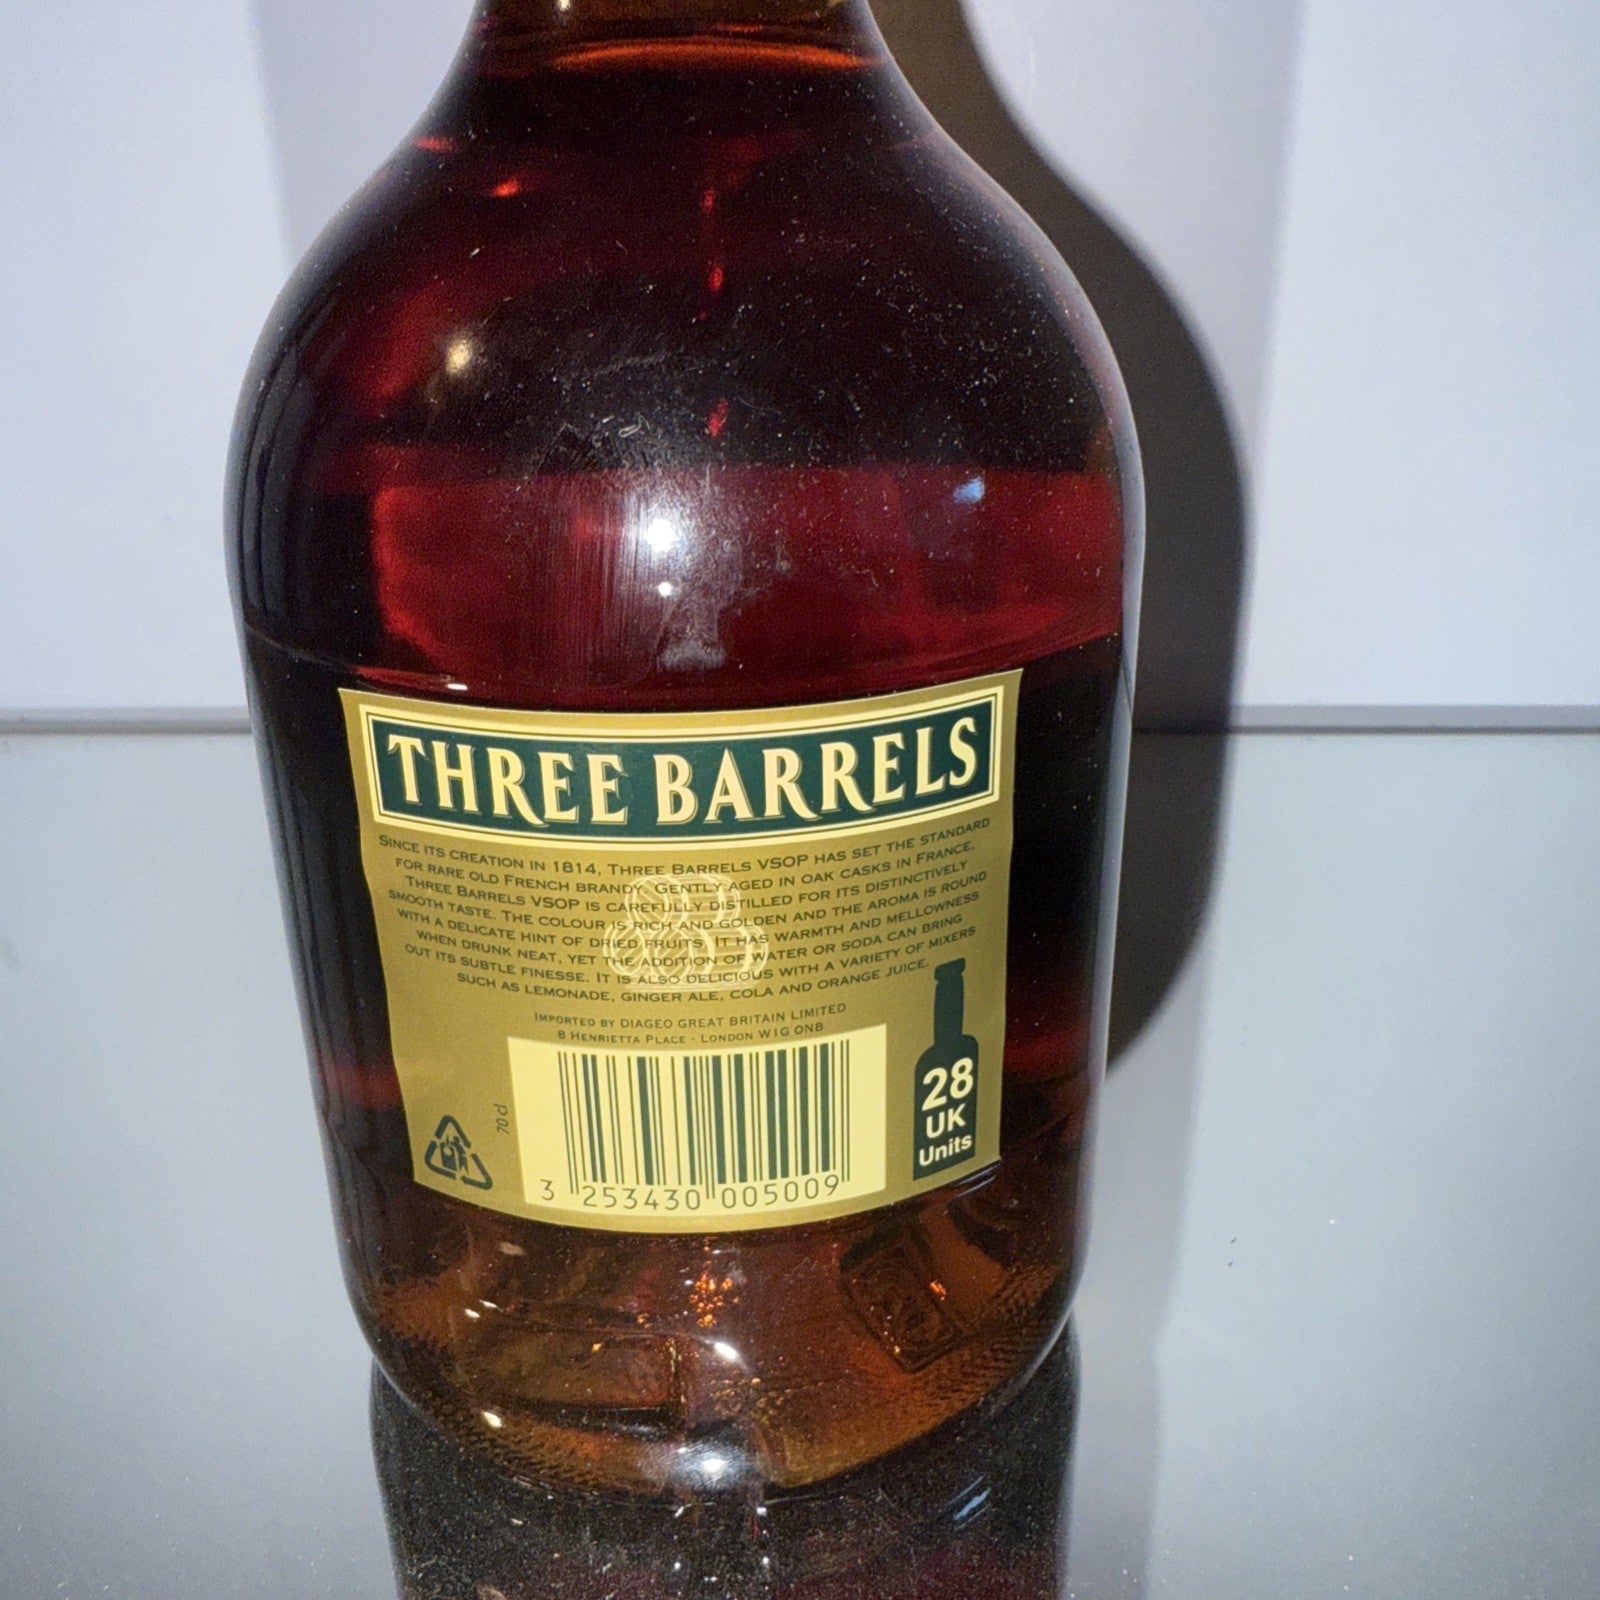 THREE BARRELS
SINCE ITS CREATION IN 1814, THREE BARRELS VSOP HAS SET THE STANDARD
FOR RARE OLD FRENCH BRANDY. GENTLY AGED IN OAK CASKS IN FRANCE,
THREE BARRELS VSOP IS CAREFULLY DISTILLED FOR ITS DISTINCTIVELY
SMOOTH TASTE. THE COLOUR IS RICH AND GOLDEN AND THE AROMA IS ROUND
WITH A DELICATE HINT OF DRIED FRUITS. IT HAS WARMTH AND MELLOWNESS
WHEN DRUNK NEAT, YET THE ADDITION OF WATER OR SODA CAN BRING
OUT ITS SUBTLE FINESSE. IT IS ALSO DELICIOUS WITH A VARIETY OF MIXERS
SUCH AS LEMONADE, GINGER ALE, COLA AND ORANGE JUICE.
IMPORTED BY DIAGEO GREAT BRITAIN LIMITED
8 HENRIETTA PLACE - LONDON W1G 0NB
70 cl
3 253430 005009
28
UK
Units